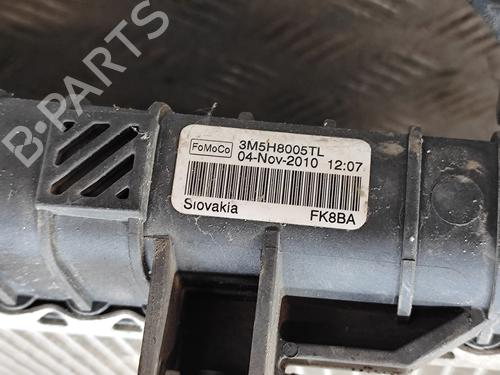 B-PARTS
FoMoCo 3M5H8005TL
04-Nov-2010 12:07
Slovakia FK8BA